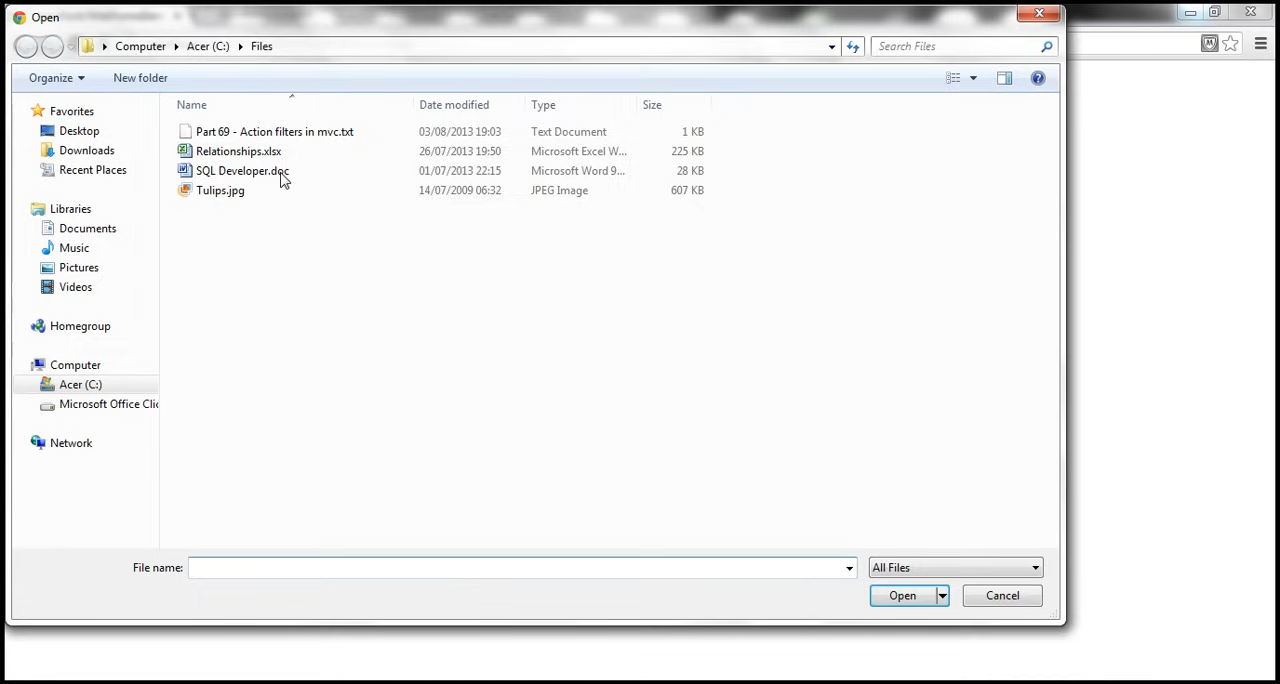 Open
Computer Acer (C:) Files
Search Files
Organize New folder
Name Date modified Type Size
Favorites
Desktop
Downloads
Recent Places
Libraries
Documents
Music
Pictures
Videos
Homegroup
Computer
Acer (C:)
Microsoft Office Clic
Network
Part 69 - Action filters in mvc.txt 03/08/2013 19:03 Text Document 1 KB
Relationships.xlsx 26/07/2013 19:50 Microsoft Excel W... 225 KB
SQL Developer.doc 01/07/2013 22:15 Microsoft Word 9... 28 KB
Tulips.jpg 14/07/2009 06:32 JPEG Image 607 KB
File name: All Files
Open Cancel